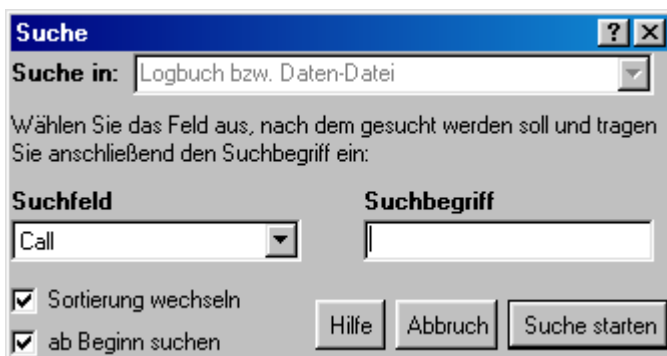 Suche
Suche in: Logbuch bzw. Daten-Datei
Wählen Sie das Feld aus, nach dem gesucht werden soll und tragen
Sie anschließend den Suchbegriff ein:
Suchfeld Suchbegriff
Call
Sortierung wechseln
ab Beginn suchen
Hilfe Abbruch Suche starten